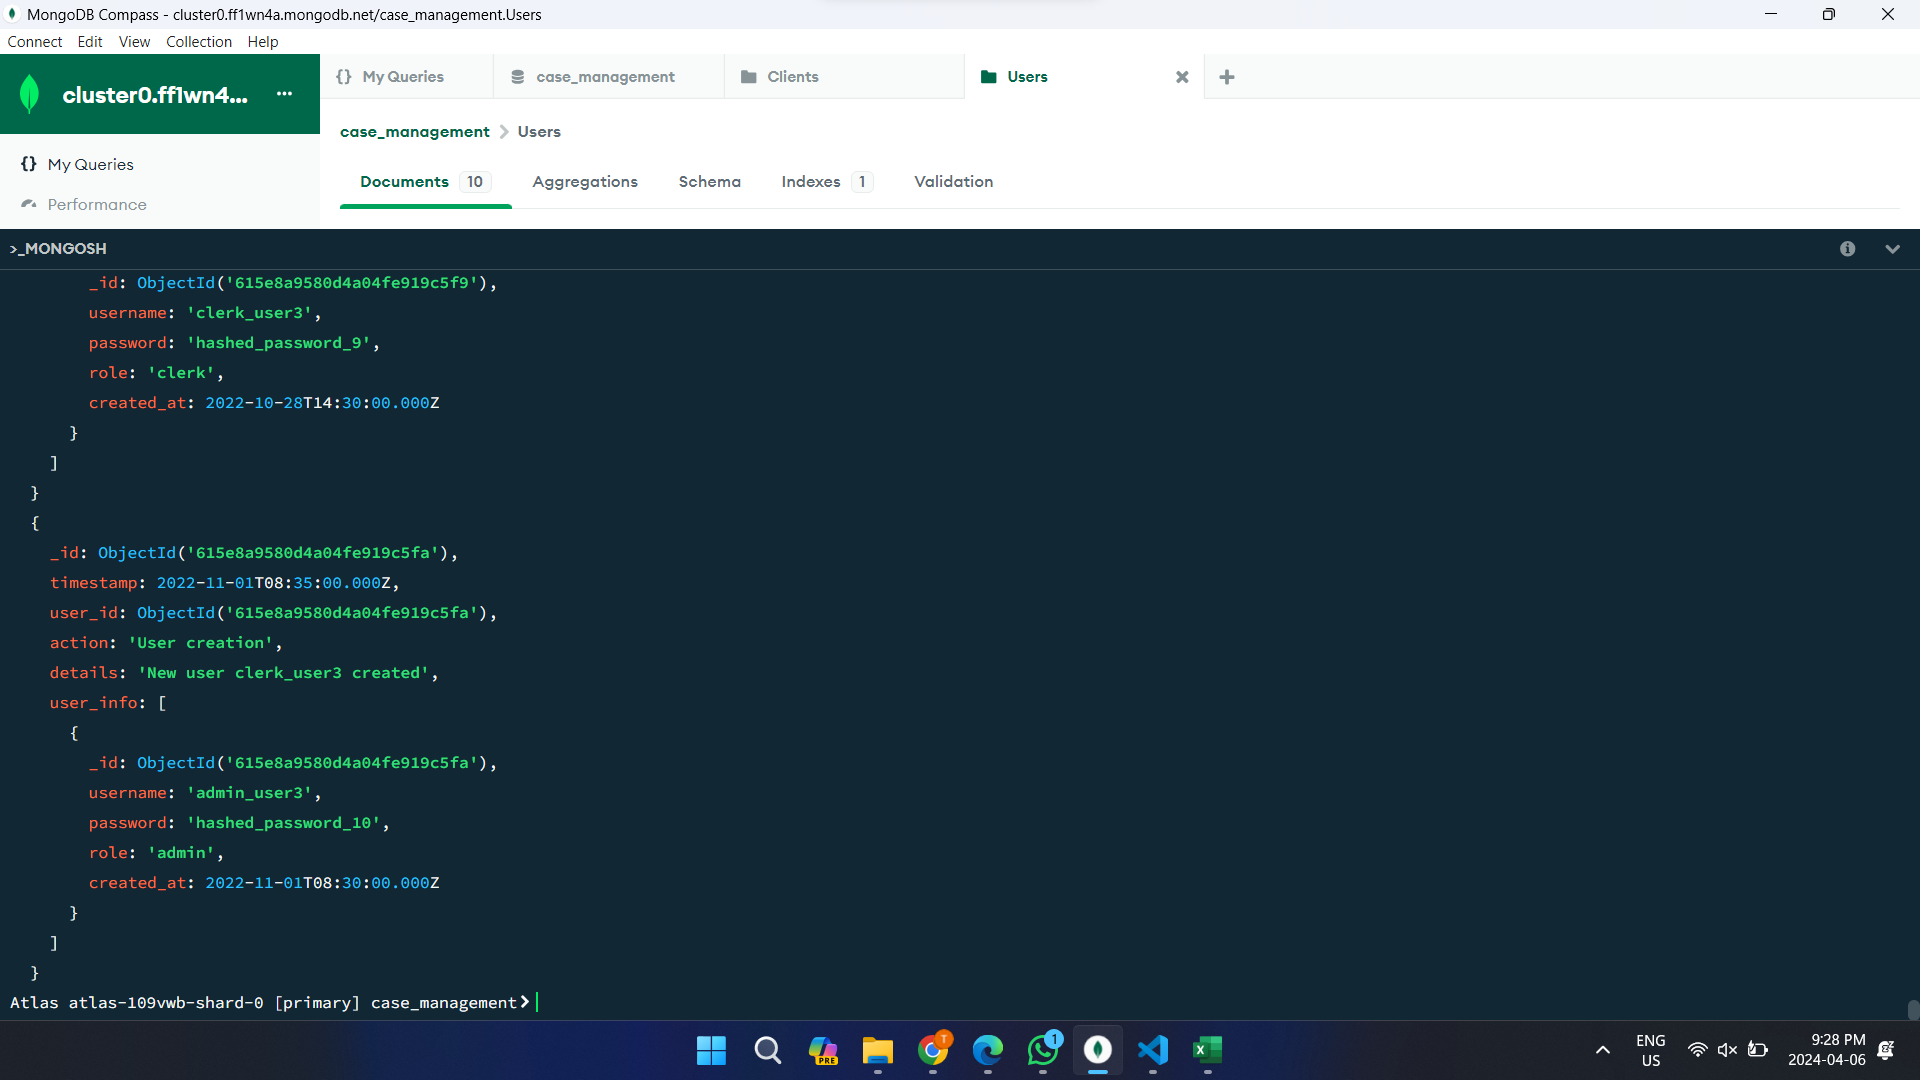 MongoDB Compass - cluster0.ff1wn4a.mongodb.net/case_management.Users
Connect Edit View Collection Help
cluster0.ff1wn4... ···
{} My Queries
case_management
Clients
Users
My Queries
Performance
case_management > Users
Documents 10 Aggregations Schema Indexes 1 Validation
>_MONGOSH
_id: ObjectId('615e8a9580d4a04fe919c5f9'),
username: 'clerk_user3',
password: 'hashed_password_9',
role: 'clerk',
created_at: 2022-10-28T14:30:00.000Z
}
]
}
{
_id: ObjectId('615e8a9580d4a04fe919c5fa'),
timestamp: 2022-11-01T08:35:00.000Z,
user_id: ObjectId('615e8a9580d4a04fe919c5fa'),
action: 'User creation',
details: 'New user clerk_user3 created',
user_info: [
{
_id: ObjectId('615e8a9580d4a04fe919c5fa'),
username: 'admin_user3',
password: 'hashed_password_10',
role: 'admin',
created_at: 2022-11-01T08:30:00.000Z
}
]
}
Atlas atlas-109vwb-shard-0 [primary] case_management>
PRE
T
1
X
ENG
US
9:28 PM
2024-04-06